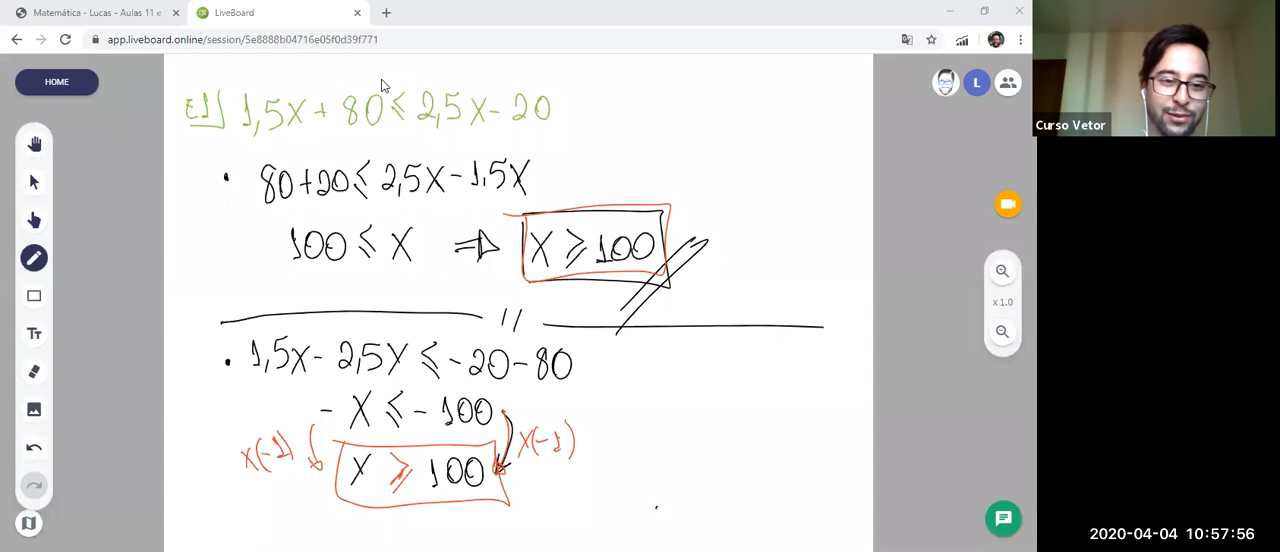 Matemática - Lucas - Aulas 11 e
LiveBoard
app.liveboard.online/session/5e8888b04716e05f0d39f771
HOME
L
Curso Vetor
E1] 1,5X + 80 ≤ 2,5X - 20
• 80 + 20 ≤ 2,5X - 1,5X
100 ≤ X ⇒ X ≥ 100
//
• 1,5X - 2,5X ≤ - 20 - 80
- X ≤ - 100
X(-1) X(-1)
X ≥ 100
Tт
x 1.0
2020-04-04 10:57:56